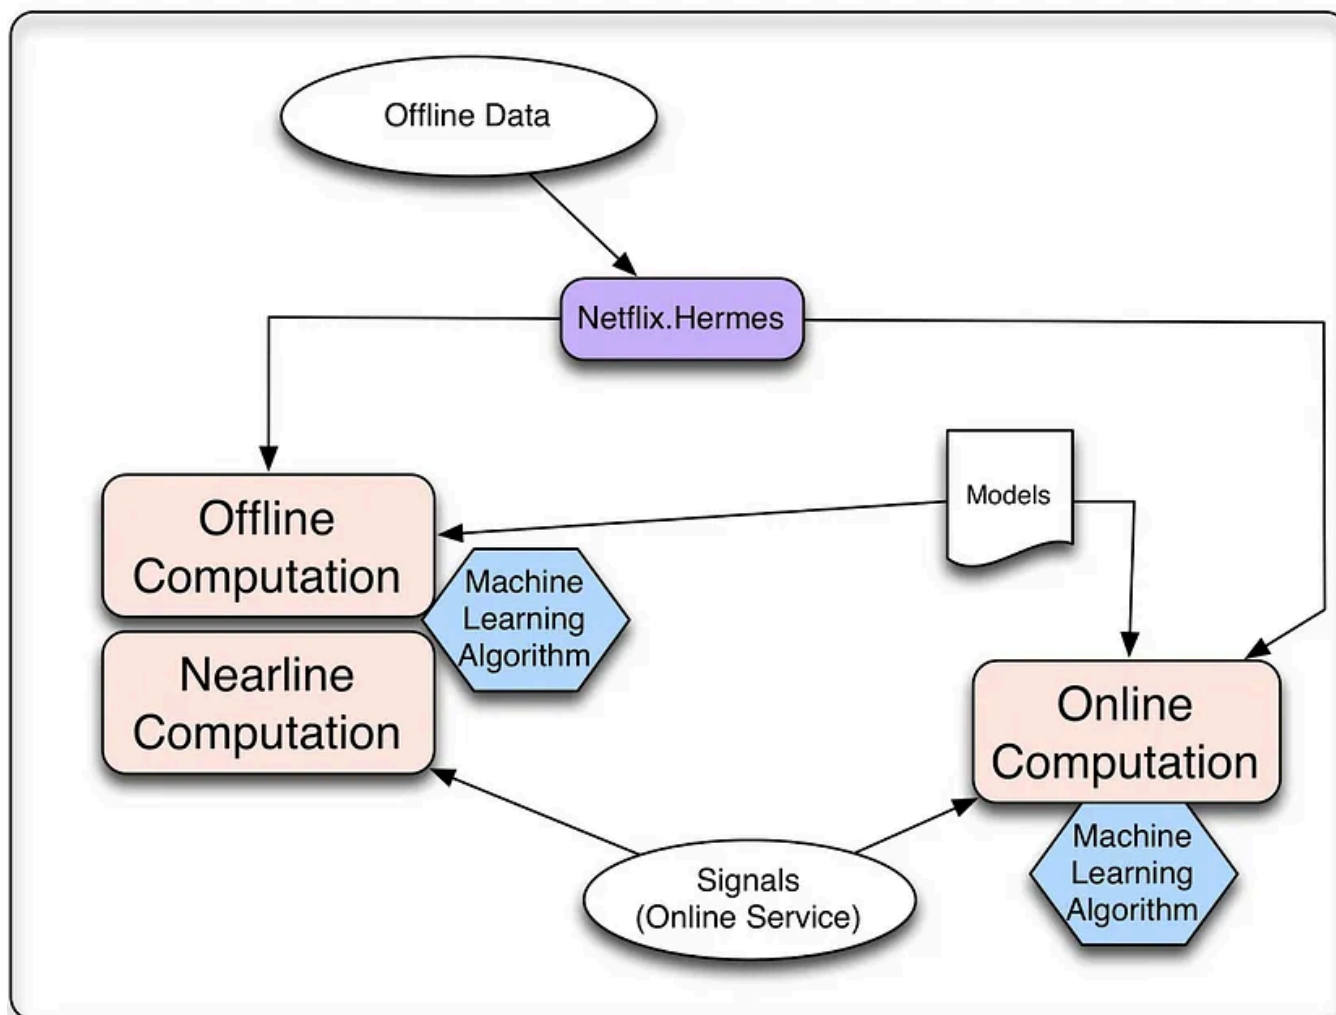 Offline Data
Netflix.Hermes
Models
Offline
Computation
Machine
Learning
Algorithm
Nearline
Computation
Online
Computation
Signals
(Online Service)
Machine
Learning
Algorithm